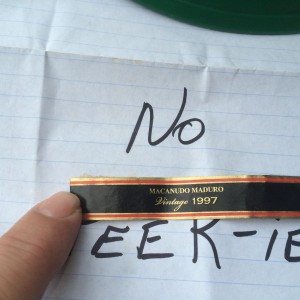 No
MACANUDO MADURO
Vintage 1997
EEK-IE